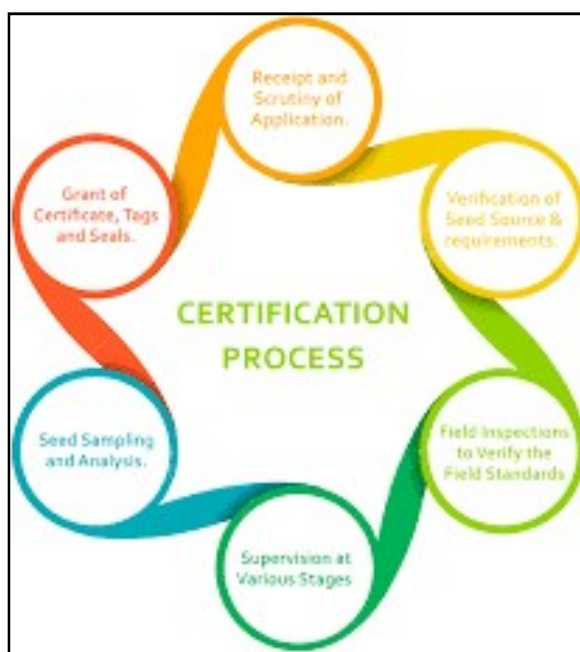 Receipt and
Scrutiny of
Application.
Verification of
Seed Source &
requirements.
Field Inspections
to Verify the
Field Standards
Supervision at
Various Stages
Seed Sampling
and Analysis.
Grant of
Certificate, Tags
and Seals.
CERTIFICATION
PROCESS